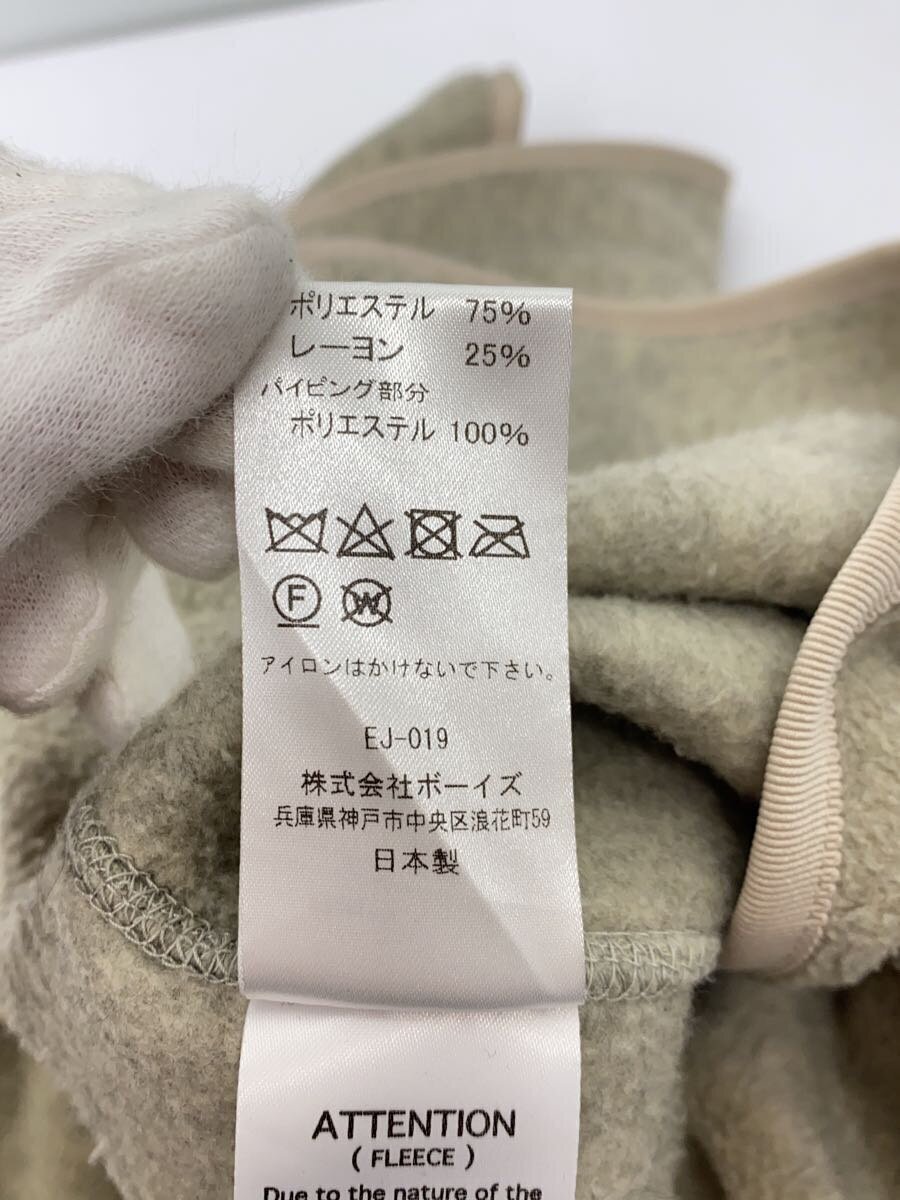 ポリエステル 75%
レーヨン 25%
パイピング部分
ポリエステル 100%
F W
アイロンはかけないで下さい。
EJ-019
株式会社ボーイズ
兵庫県神戸市中央区浪花町59
日本製
ATTENTION
( FLEECE )
Due to the nature of the